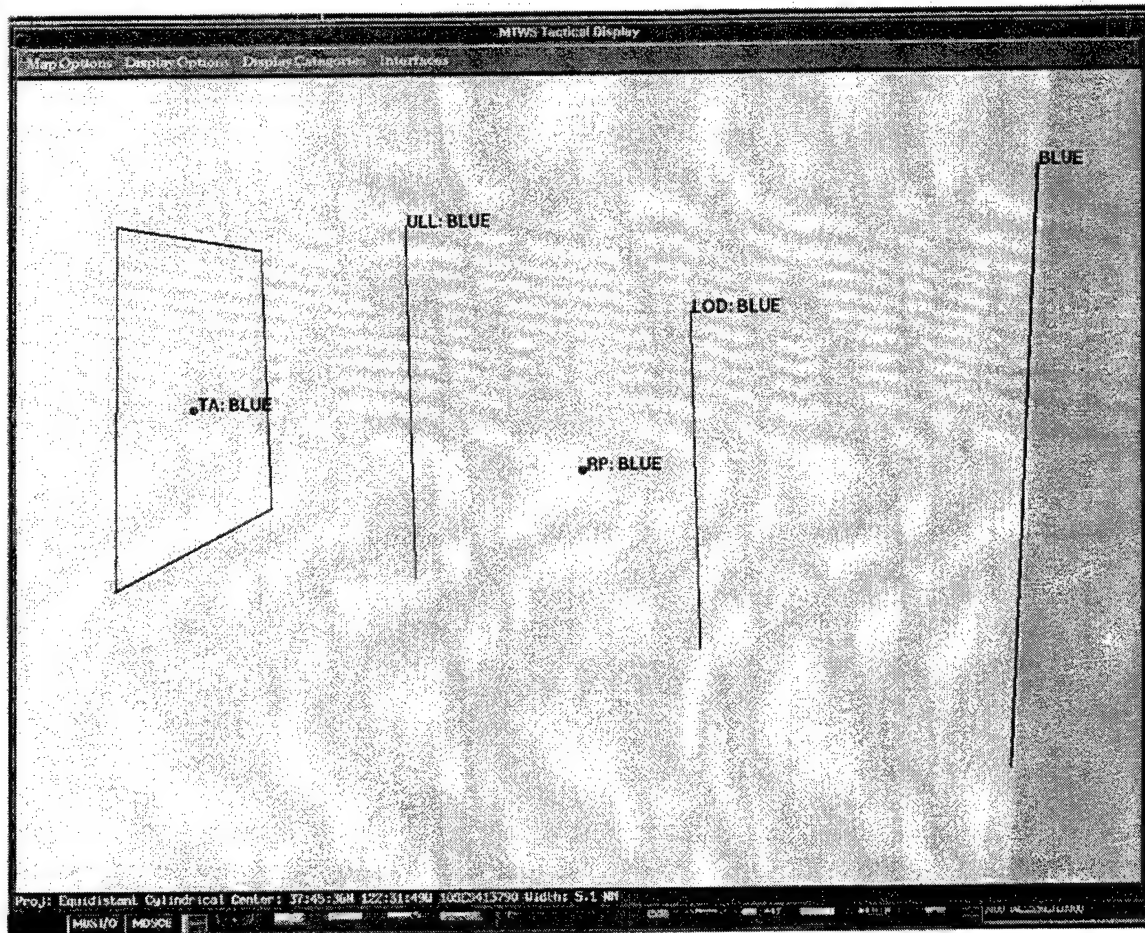 MTWS Tactical Display
Map Options Display Options Display Categories Interfaces
BLUE
ULL: BLUE
LOD: BLUE
TA: BLUE
RP: BLUE
Proj: Equidistant Cylindrical Center: 37:45:36N 122:31:49W Width: 5.1 NM
MDS I/O